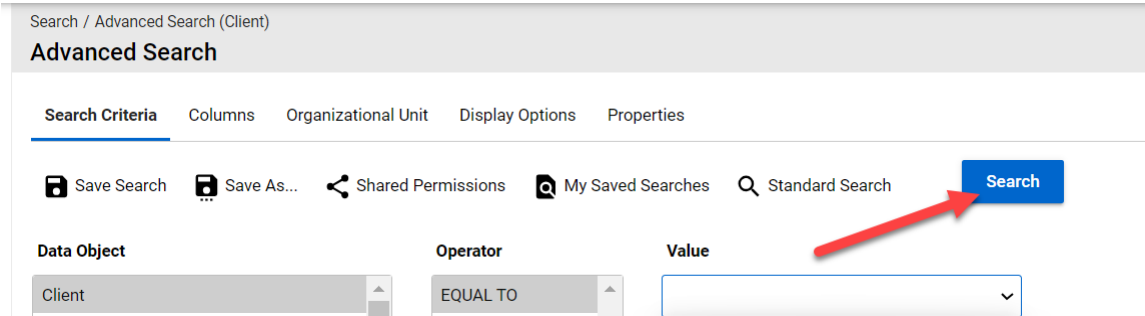 Search / Advanced Search (Client)
Advanced Search
Search Criteria Columns Organizational Unit Display Options Properties
Save Search Save As... Shared Permissions My Saved Searches Standard Search Search
Data Object Operator Value
Client EQUAL TO